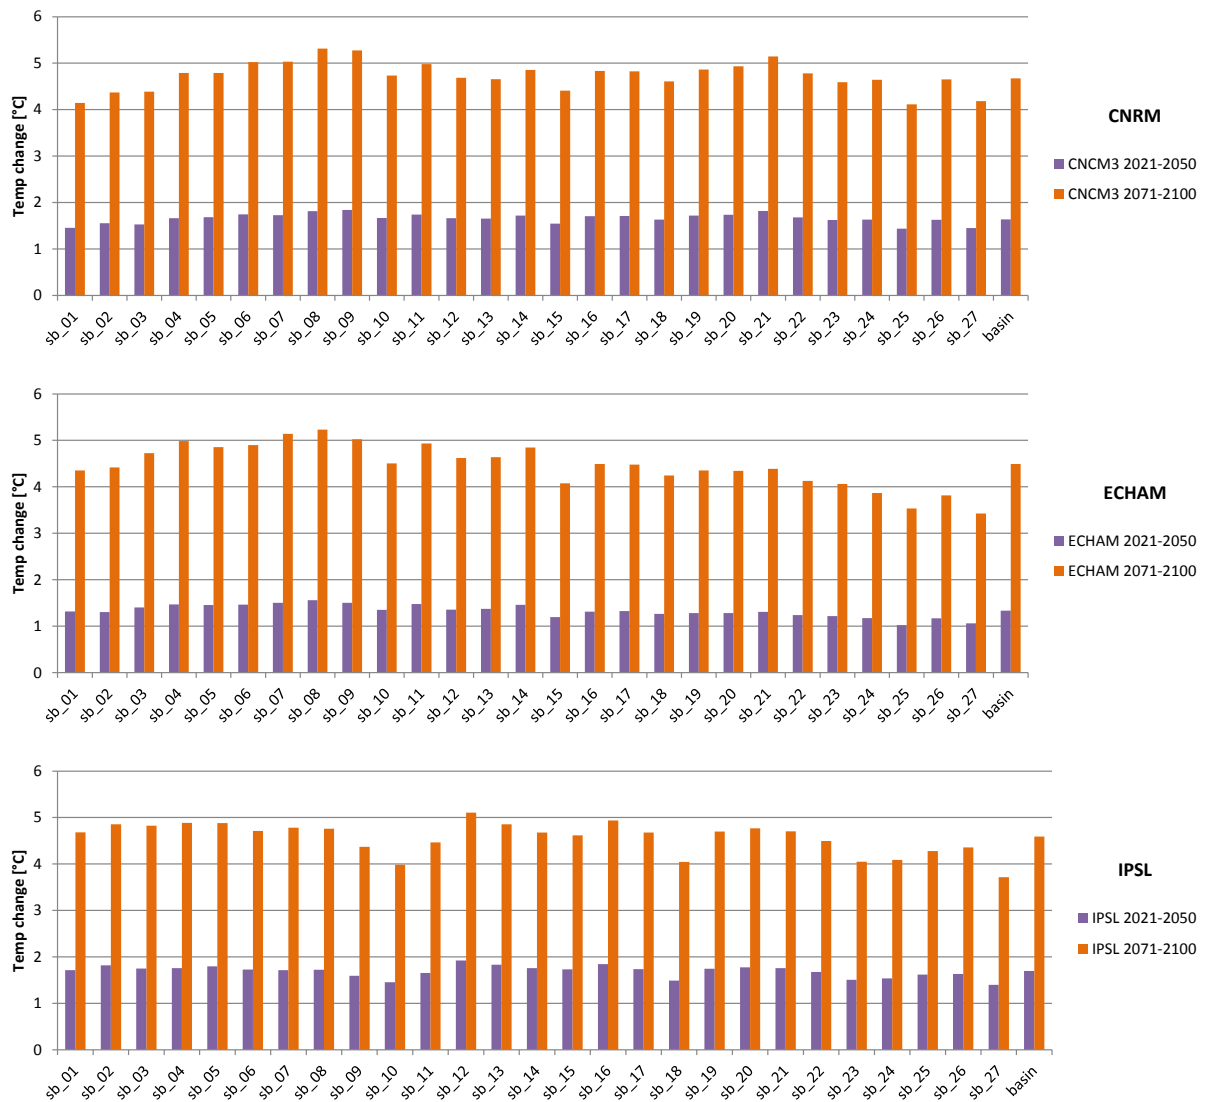 6
5
4
3
2
1
0
Temp change [°C]
sb_01 sb_02 sb_03 sb_04 sb_05 sb_06 sb_07 sb_08 sb_09 sb_10 sb_11 sb_12 sb_13 sb_14 sb_15 sb_16 sb_17 sb_18 sb_19 sb_20 sb_21 sb_22 sb_23 sb_24 sb_25 sb_26 sb_27 basin
CNRM
CNCM3 2021-2050
CNCM3 2071-2100
6
5
4
3
2
1
0
Temp change [°C]
sb_01 sb_02 sb_03 sb_04 sb_05 sb_06 sb_07 sb_08 sb_09 sb_10 sb_11 sb_12 sb_13 sb_14 sb_15 sb_16 sb_17 sb_18 sb_19 sb_20 sb_21 sb_22 sb_23 sb_24 sb_25 sb_26 sb_27 basin
ECHAM
ECHAM 2021-2050
ECHAM 2071-2100
6
5
4
3
2
1
0
Temp change [°C]
sb_01 sb_02 sb_03 sb_04 sb_05 sb_06 sb_07 sb_08 sb_09 sb_10 sb_11 sb_12 sb_13 sb_14 sb_15 sb_16 sb_17 sb_18 sb_19 sb_20 sb_21 sb_22 sb_23 sb_24 sb_25 sb_26 sb_27 basin
IPSL
IPSL 2021-2050
IPSL 2071-2100